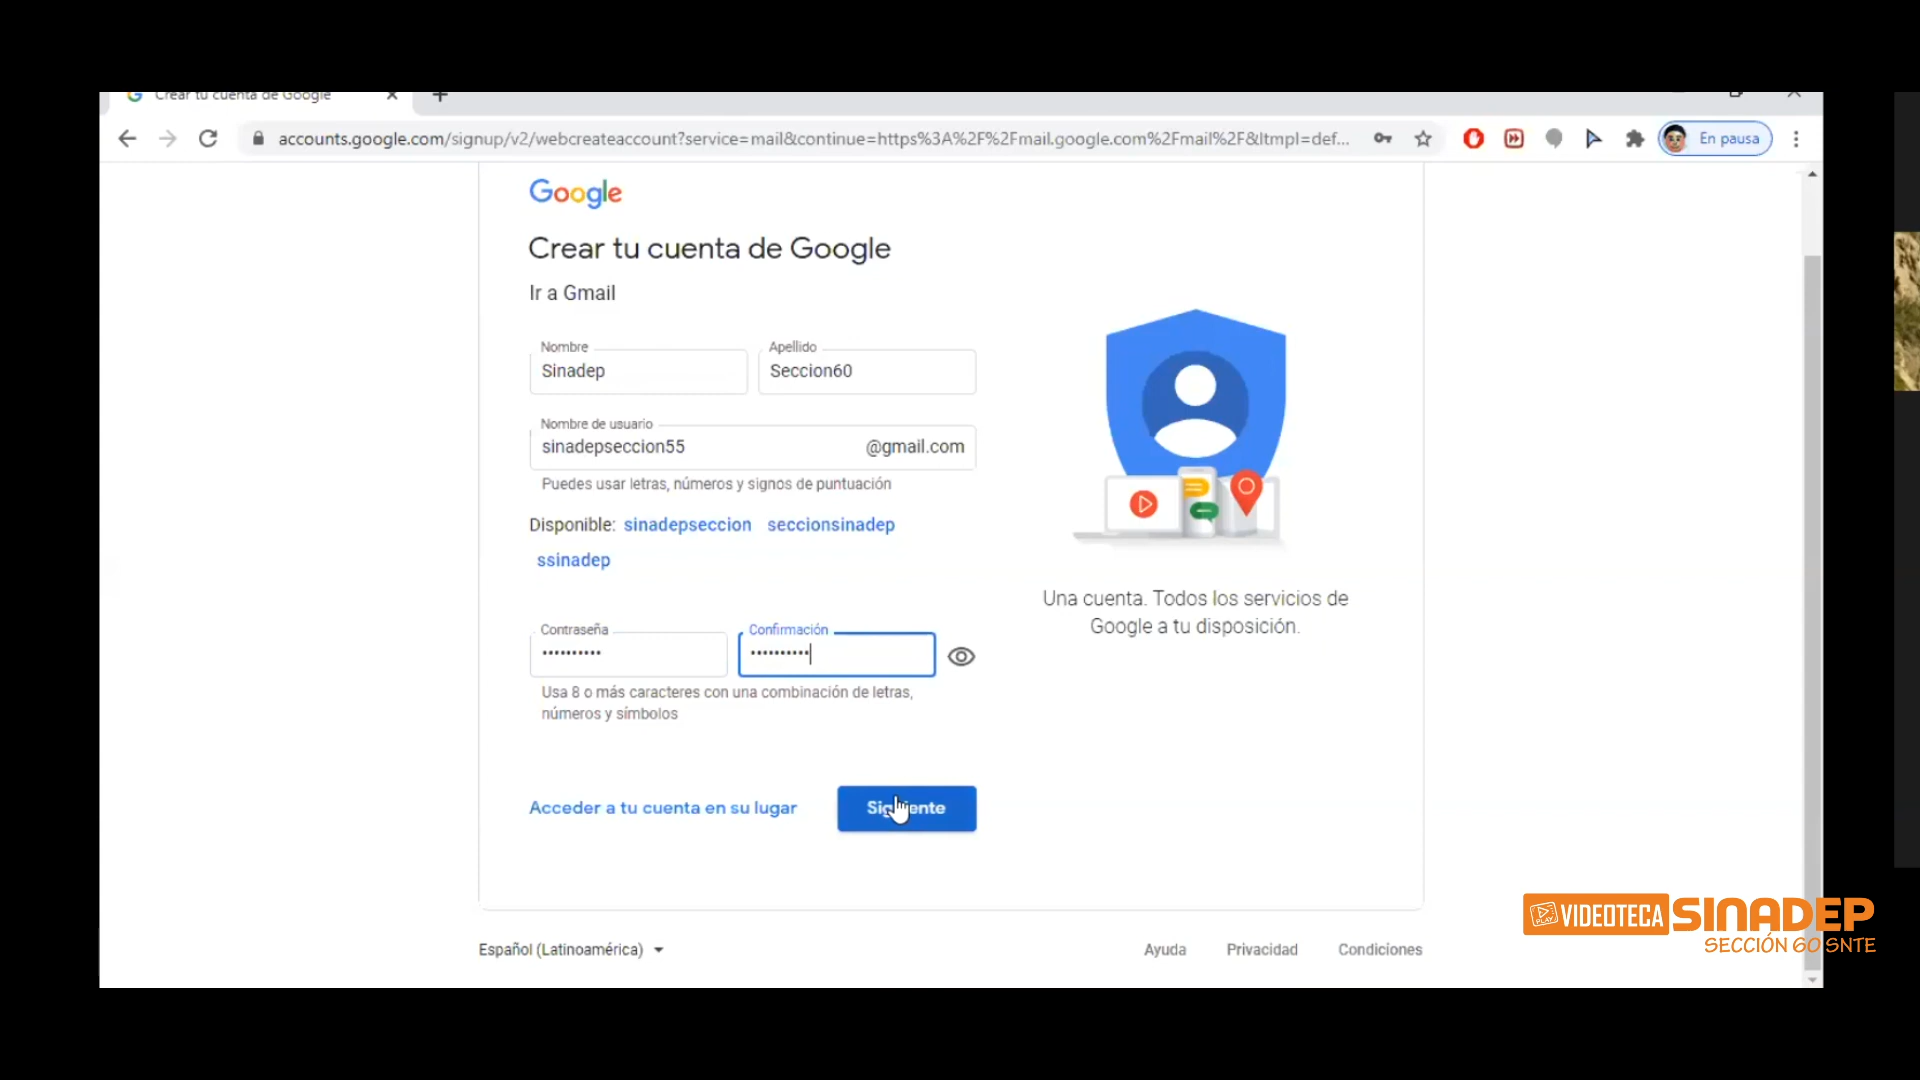 Crear tu cuenta de Google
accounts.google.com/signup/v2/webcreateaccount?service=mail&continue=https%3A%2F%2Fmail.google.com%2Fmail%2F&ltmpl=def...
En pausa
Google
Crear tu cuenta de Google
Ir a Gmail
Nombre
Apellido
Sinadep
Seccion60
Nombre de usuario
sinadepseccion55
@gmail.com
Puedes usar letras, números y signos de puntuación
Disponible: sinadepseccion seccionsinadep
ssinadep
Una cuenta. Todos los servicios de
Google a tu disposición.
Contraseña
Confirmación
••••••••••
••••••••••
Usa 8 o más caracteres con una combinación de letras,
números y símbolos
Acceder a tu cuenta en su lugar
Siguiente
PLAY VIDEOTECA SINADEP
SECCIÓN 60 SNTE
Español (Latinoamérica)
Ayuda
Privacidad
Condiciones